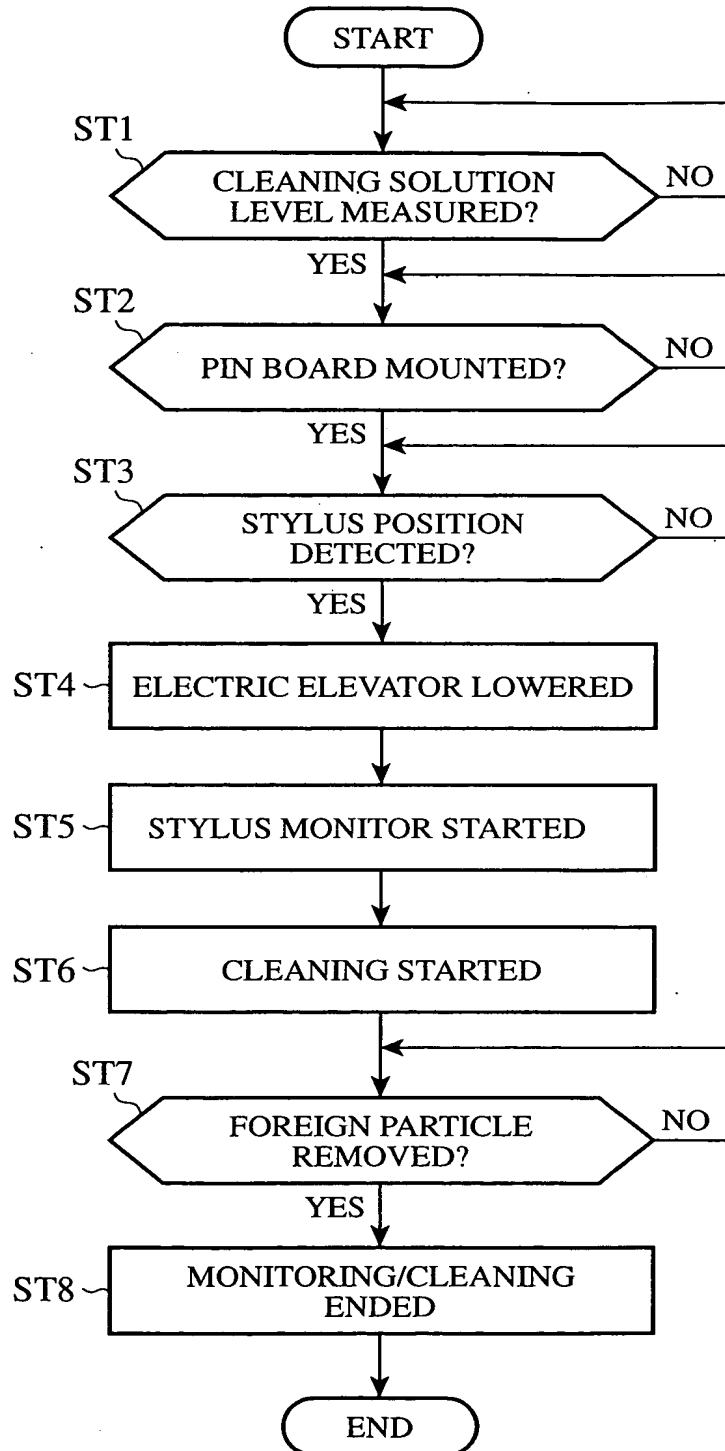 START
ST1
CLEANING SOLUTION
LEVEL MEASURED?
NO
YES
ST2
PIN BOARD MOUNTED?
NO
YES
ST3
STYLUS POSITION
DETECTED?
NO
YES
ST4
ELECTRIC ELEVATOR LOWERED
ST5
STYLUS MONITOR STARTED
ST6
CLEANING STARTED
ST7
FOREIGN PARTICLE
REMOVED?
NO
YES
ST8
MONITORING/CLEANING
ENDED
END